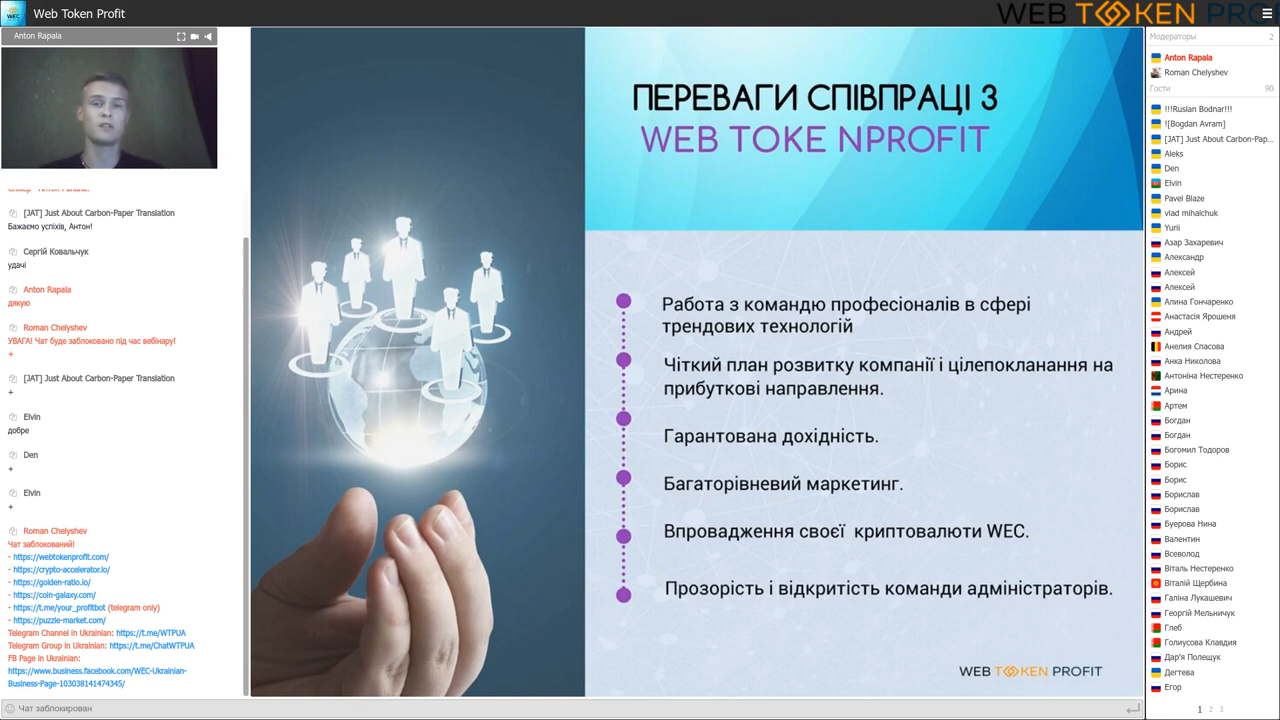 WEC
Web Token Profit
WEB TOKEN PROFIT
Anton Rapala
[JAT] Just About Carbon-Paper Translation
Бажаємо успіхів, Антон!
Сергій Ковальчук
удачі
Anton Rapala
дякую
Roman Chelyshev
УВАГА! Чат буде заблоковано під час вебінару!
+
[JAT] Just About Carbon-Paper Translation
+
Elvin
добре
Den
+
Elvin
+
Roman Chelyshev
Чат заблокований!
- https://webtokenprofit.com/
- https://crypto-accelerator.io/
- https://golden-ratio.io/
- https://coin-galaxy.com/
- https://t.me/your_profitbot (telegram only)
- https://puzzle-market.com/
Telegram Channel in Ukrainian: https://t.me/WTPUA
Telegram Group in Ukrainian: https://t.me/ChatWTPUA
FB Page in Ukrainian:
https://www.business.facebook.com/WEC-Ukrainian-
Business-Page-103038141474345/
Чат заблокирован
ПЕРЕВАГИ СПІВПРАЦІ З
WEB TOKE NPROFIT
Работа з командю професіоналів в сфері
трендових технологій
Чіткий план розвитку компанії і цілепокланання на
прибуткові направлення.
Гарантована дохідність.
Багаторівневий маркетинг.
Впровадження своєї криптовалюти WEC.
Прозорість і відкритість команди адміністраторів.
WEB TOKEN PROFIT
Модераторы 2
Anton Rapala
Roman Chelyshev
Гости 90
!!!Ruslan Bodnar!!!
![Bogdan Avram]
[JAT] Just About Carbon-Pap...
Aleks
Den
Elvin
Pavel Blaze
vlad mihalchuk
Yurii
Азар Захаревич
Александр
Алексей
Алексей
Алина Гончаренко
Анастасія Ярошеня
Андрей
Анелия Спасова
Анка Николова
Антоніна Нестеренко
Арина
Артем
Богдан
Богдан
Богомил Тодоров
Борис
Борис
Борислав
Борислав
Буерова Нина
Валентин
Всеволод
Віталь Нестеренко
Віталій Щербина
Галіна Лукашевич
Георгій Мельничук
Глеб
Голиусова Клавдия
Дар'я Полещук
Дегтева
Егор
1 2 3